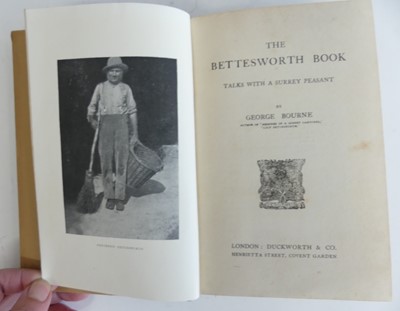 THE
BETTESWORTH BOOK
TALKS WITH A SURREY PEASANT
BY
GEORGE BOURNE
LONDON: DUCKWORTH & CO.
HENRIETTA STREET, COVENT GARDEN